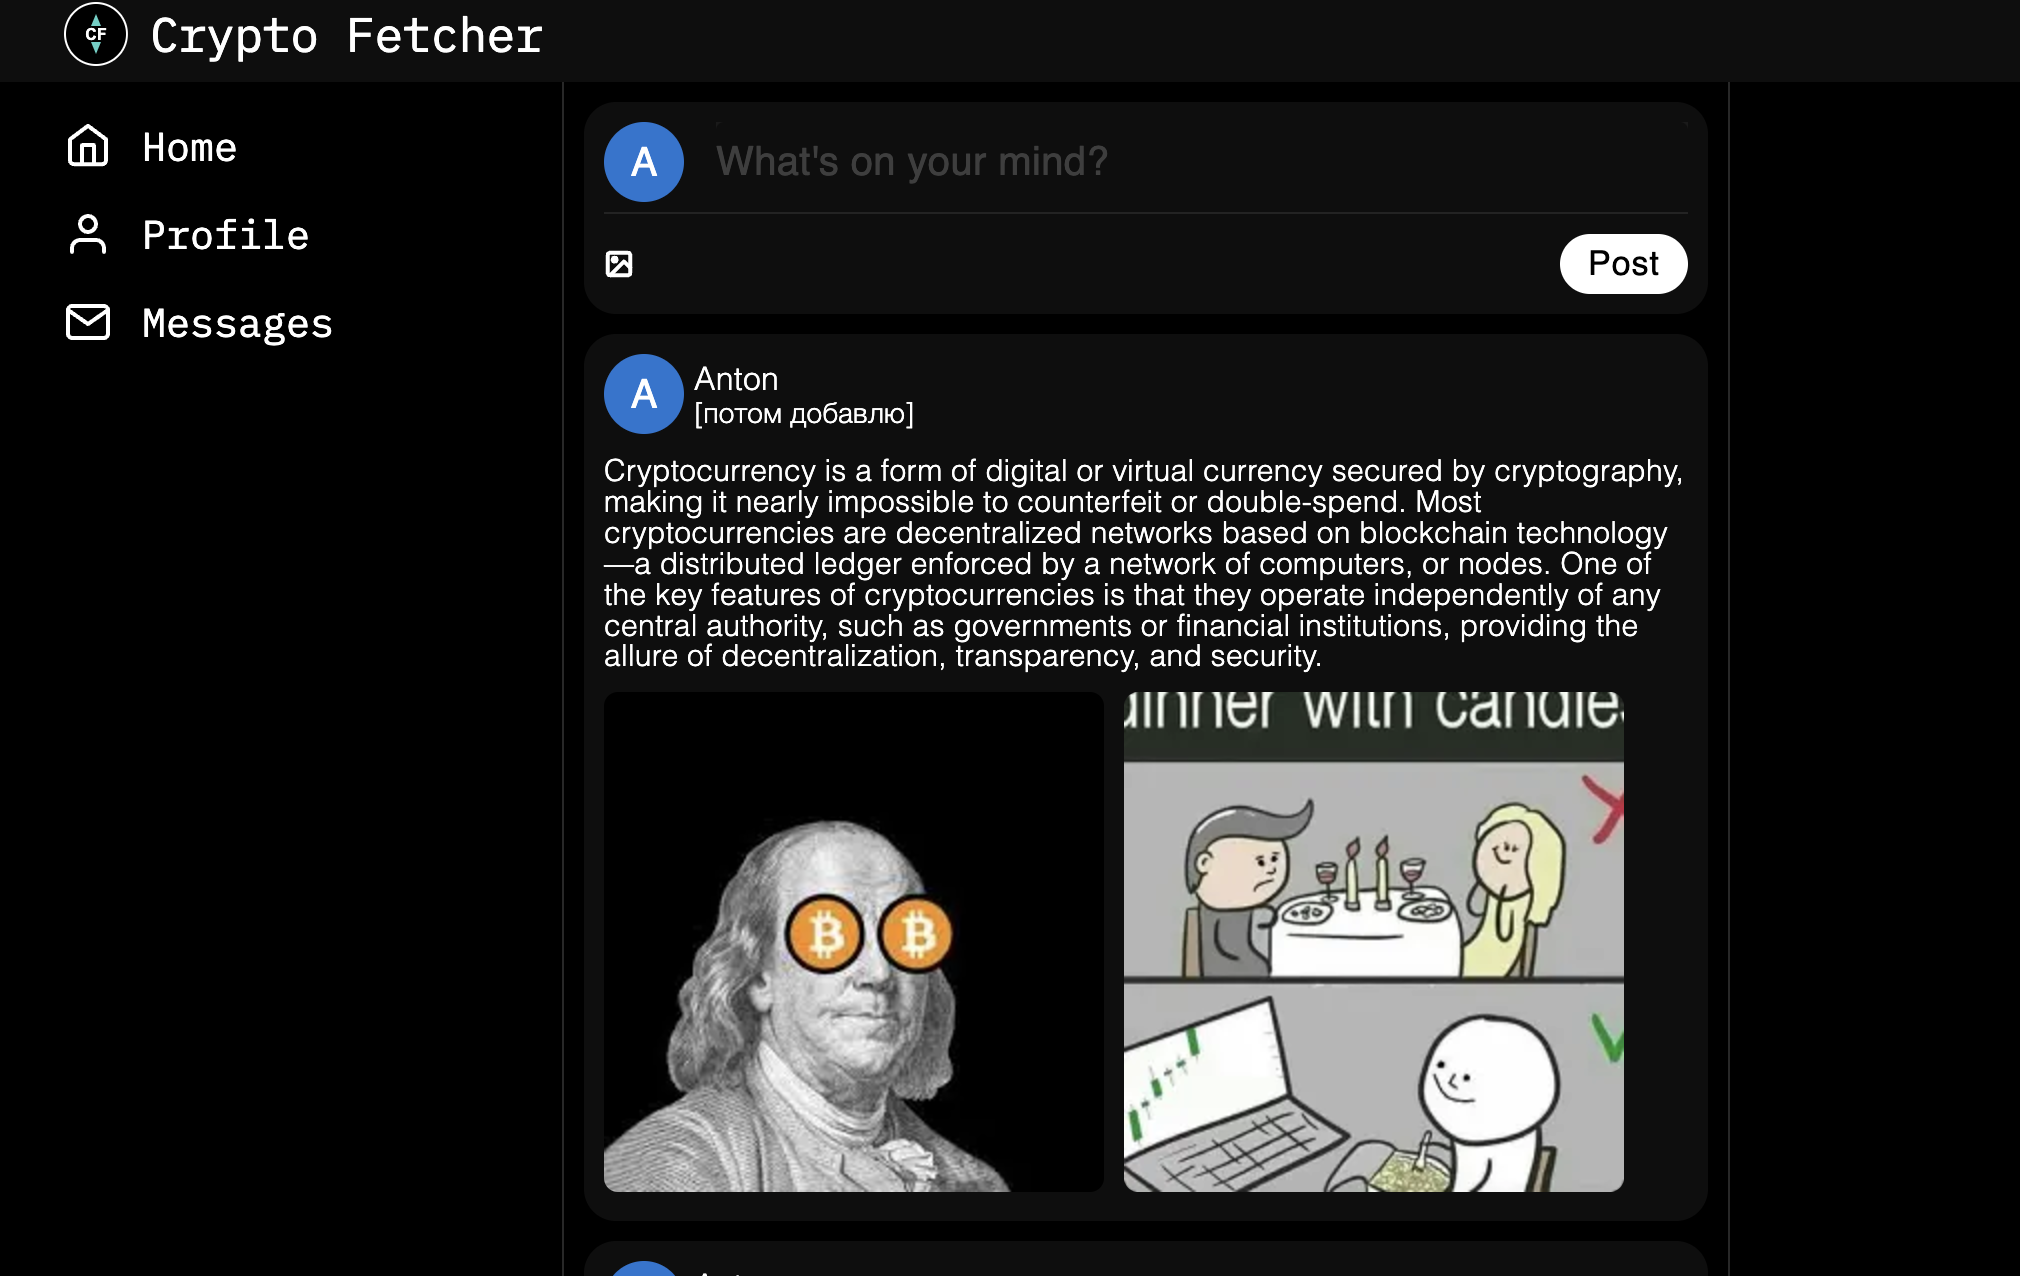 CF Crypto Fetcher
Home
Profile
Messages
A What's on your mind?
Post
A Anton
[потом добавлю]
Cryptocurrency is a form of digital or virtual currency secured by cryptography,
making it nearly impossible to counterfeit or double-spend. Most
cryptocurrencies are decentralized networks based on blockchain technology
—a distributed ledger enforced by a network of computers, or nodes. One of
the key features of cryptocurrencies is that they operate independently of any
central authority, such as governments or financial institutions, providing the
allure of decentralization, transparency, and security.
dinner with candles